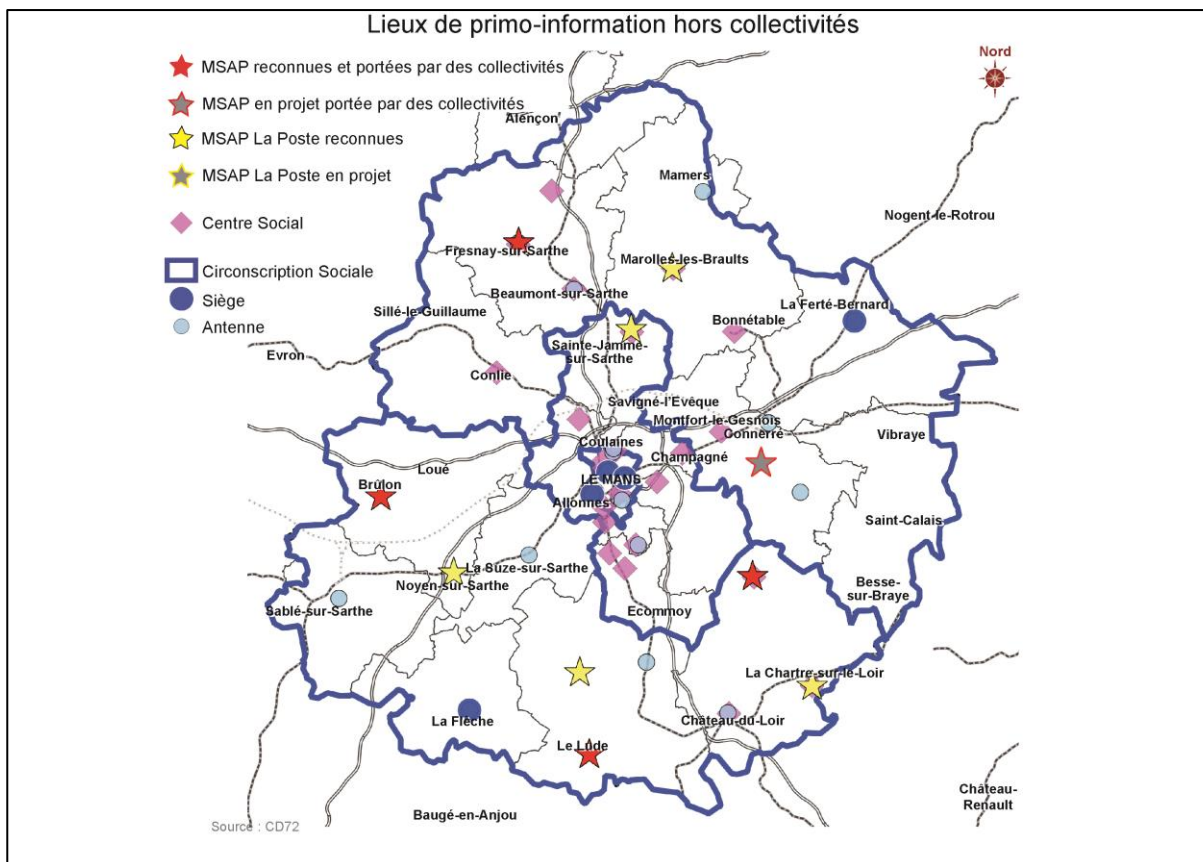 Lieux de primo-information hors collectivités
Nord
MSAP reconnues et portées par des collectivités
MSAP en projet portée par des collectivités
MSAP La Poste reconnues
MSAP La Poste en projet
Centre Social
Circonscription Sociale
Siège
Antenne
Alençon
Mamers
Nogent-le-Rotrou
Fresnay-sur-Sarthe
Marolles-les-Braults
Beaumont-sur-Sarthe
La Ferté-Bernard
Sillé-le-Guillaume
Bonnétable
Evron
Sainte-Jamme-
sur-Sarthe
Conlie
Savigné-l'Evêque
Montfort-le-Gesnois
Connerré
Vibraye
Coulaines
Champagné
Loué
LE MANS
Brûlon
Allonnes
Saint-Calais
La Suze-sur-Sarthe
Noyen-sur-Sarthe
Besse-
sur-Braye
Sablé-sur-Sarthe
Ecommoy
La Chartre-sur-le-Loir
La Flèche
Château-du-Loir
Le Lude
Château-
Renault
Baugé-en-Anjou
Source : CD72